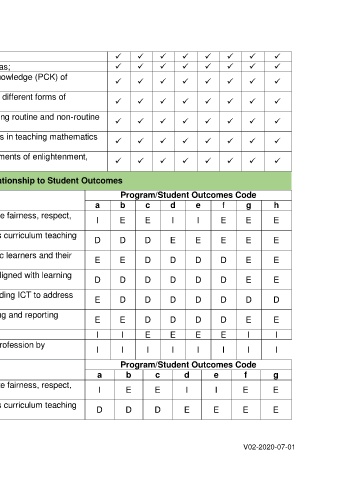 ✓ ✓ ✓ ✓ ✓ ✓ ✓ ✓
as; ✓ ✓ ✓ ✓ ✓ ✓ ✓ ✓
nowledge (PCK) of ✓ ✓ ✓ ✓ ✓ ✓ ✓ ✓
different forms of ✓ ✓ ✓ ✓ ✓ ✓ ✓ ✓
ng routine and non-routine ✓ ✓ ✓ ✓ ✓ ✓ ✓ ✓
s in teaching mathematics ✓ ✓ ✓ ✓ ✓ ✓ ✓ ✓
ments of enlightenment, ✓ ✓ ✓ ✓ ✓ ✓ ✓ ✓
ationship to Student Outcomes
Program/Student Outcomes Code
a b c d e f g h
e fairness, respect, I E E I I E E E
s curriculum teaching D D D E E E E E
c learners and their E E D D D D E E
ligned with learning D D D D D D E E
ding ICT to address E D D D D D D D
g and reporting E E D D D D E E
I I E E E E I I
rofession by I I I I I I I I
Program/Student Outcomes Code
a b c d e f g
e fairness, respect, I E E I I E E
s curriculum teaching D D D E E E E
V02-2020-07-01